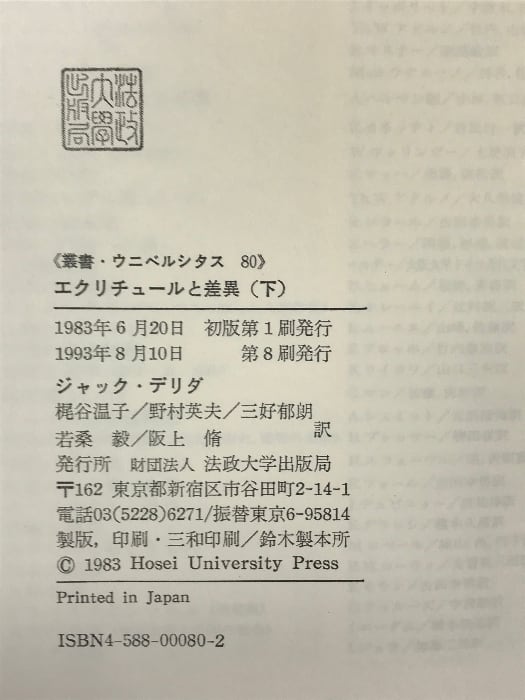 法政
大學
出版局
《叢書・ウニベルシタス 80》
エクリチュールと差異（下）
1983年6月20日 初版第1刷発行
1993年8月10日 第8刷発行
ジャック・デリダ
梶谷温子／野村英夫／三好郁朗
若桑 毅／阪上 脩 訳
発行所 財団法人 法政大学出版局
〒162 東京都新宿区市谷田町2-14-1
電話03(5228)6271/振替東京6-95814
製版，印刷・三和印刷／鈴木製本所
© 1983 Hosei University Press
Printed in Japan
ISBN4-588-00080-2